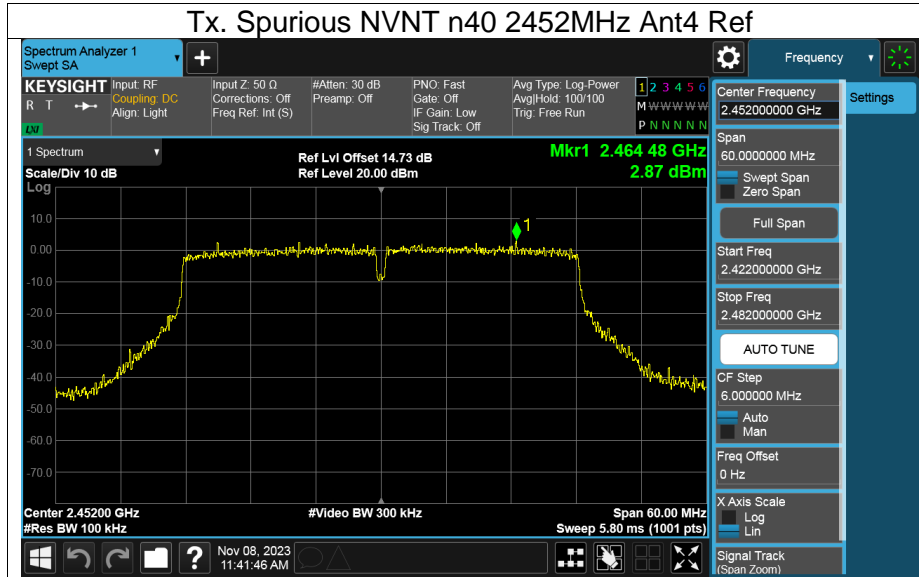 Tx. Spurious NVNT n40 2452MHz Ant4 Ref
Spectrum Analyzer 1
Swept SA
+
Frequency
KEYSIGHT
R T
LXI
Input: RF
Coupling: DC
Align: Light
Input Z: 50 Ω
Corrections: Off
Freq Ref: Int (S)
#Atten: 30 dB
Preamp: Off
PNO: Fast
Gate: Off
IF Gain: Low
Sig Track: Off
Avg Type: Log-Power
Avg|Hold: 100/100
Trig: Free Run
1 2 3 4 5 6
M W W W W W
P N N N N N
1 Spectrum
Scale/Div 10 dB
Ref Lvl Offset 14.73 dB
Ref Level 20.00 dBm
Mkr1 2.464 48 GHz
2.87 dBm
Log
10.0
0.00
-10.0
-20.0
-30.0
-40.0
-50.0
-60.0
-70.0
1
Center 2.45200 GHz
#Res BW 100 kHz
#Video BW 300 kHz
Span 60.00 MHz
Sweep 5.80 ms (1001 pts)
?
Nov 08, 2023
11:41:46 AM
Center Frequency
2.452000000 GHz
Settings
Span
60.0000000 MHz
Swept Span
Zero Span
Full Span
Start Freq
2.422000000 GHz
Stop Freq
2.482000000 GHz
AUTO TUNE
CF Step
6.000000 MHz
Auto
Man
Freq Offset
0 Hz
X Axis Scale
Log
Lin
Signal Track
(Span Zoom)